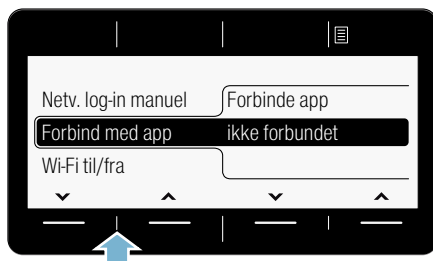 Netv. log-in manuel
Forbinde app
Forbind med app
ikke forbundet
Wi-Fi til/fra